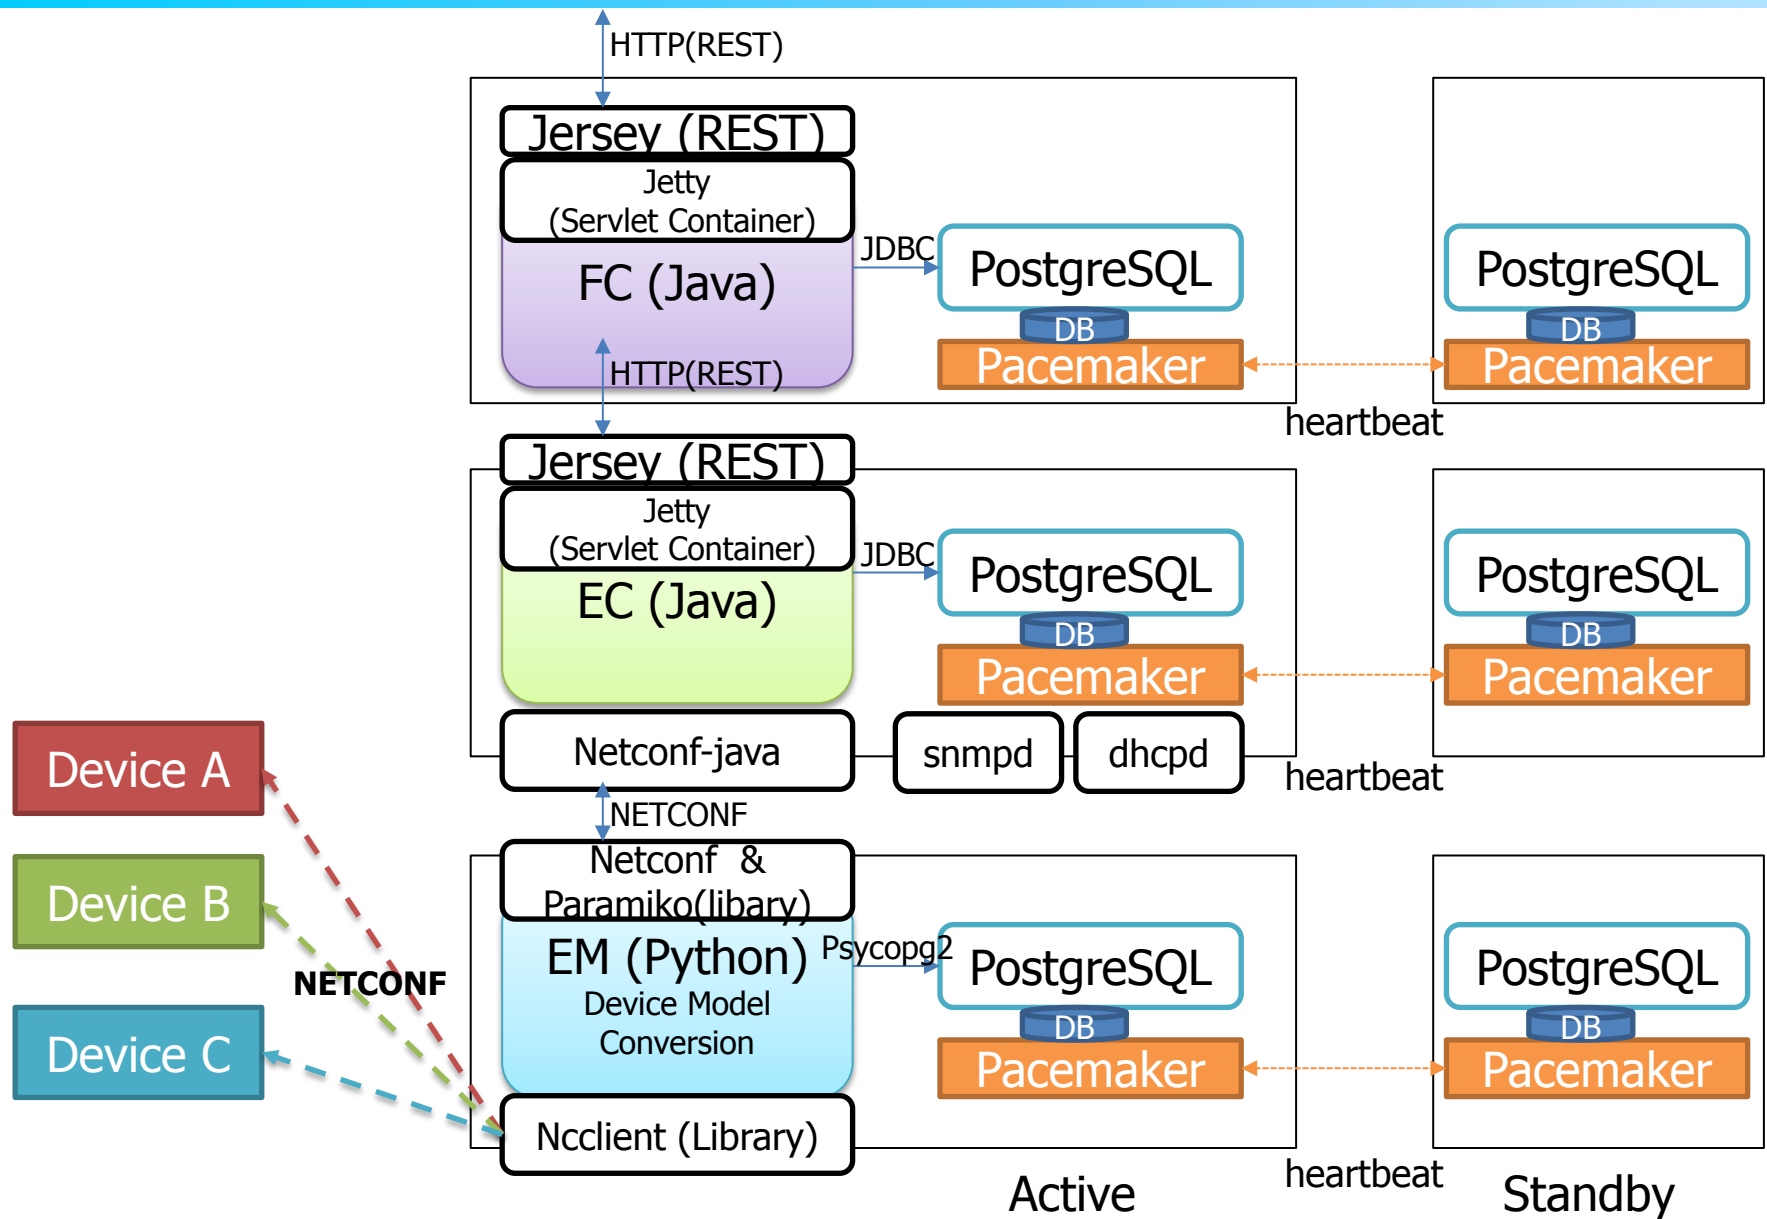 HTTP(REST)
Jersey (REST)
Jetty
(Servlet Container)
FC (Java)
JDBC
PostgreSQL
DB
Pacemaker
PostgreSQL
DB
Pacemaker
HTTP(REST)
heartbeat
Jersey (REST)
Jetty
(Servlet Container)
EC (Java)
JDBC
PostgreSQL
DB
Pacemaker
PostgreSQL
DB
Pacemaker
Netconf-java
snmpd
dhcpd
heartbeat
NETCONF
Device A
Device B
Device C
NETCONF
Netconf &
Paramiko(libary)
EM (Python)
Device Model
Conversion
Psycopg2
PostgreSQL
DB
Pacemaker
PostgreSQL
DB
Pacemaker
Ncclient (Library)
heartbeat
Active
Standby